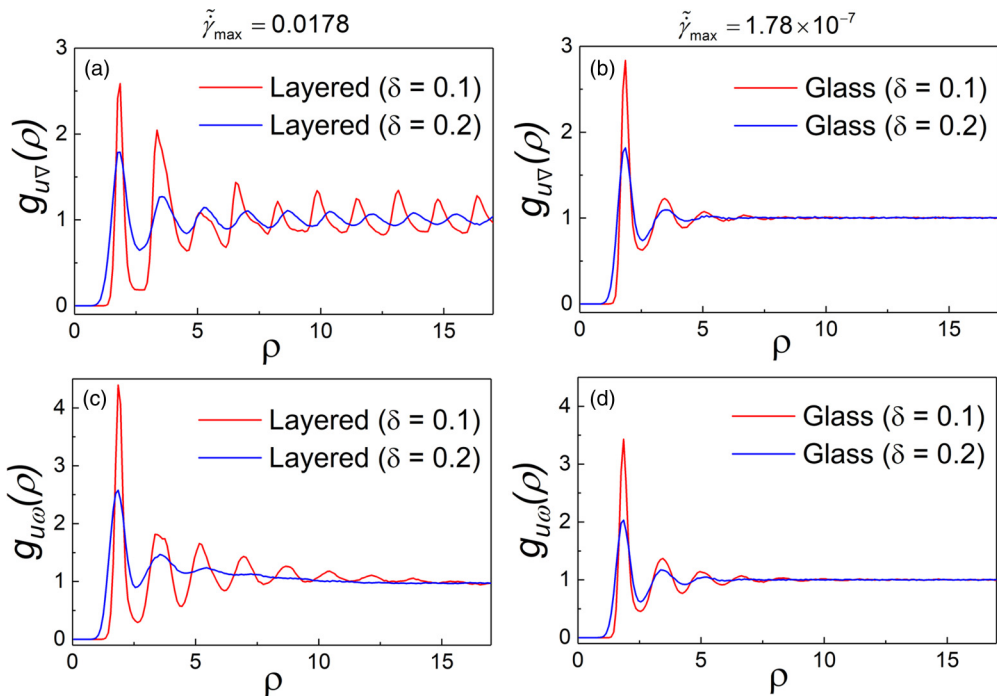 γ̃̇max = 0.0178
γ̃̇max = 1.78×10⁻⁷
(a)
Layered (δ = 0.1)
Layered (δ = 0.2)
gu∇(ρ)
3
2
1
0
0 5 10 15
ρ
(b)
Glass (δ = 0.1)
Glass (δ = 0.2)
gu∇(ρ)
3
2
1
0
0 5 10 15
ρ
(c)
Layered (δ = 0.1)
Layered (δ = 0.2)
guω(ρ)
4
3
2
1
0
0 5 10 15
ρ
(d)
Glass (δ = 0.1)
Glass (δ = 0.2)
guω(ρ)
4
3
2
1
0
0 5 10 15
ρ